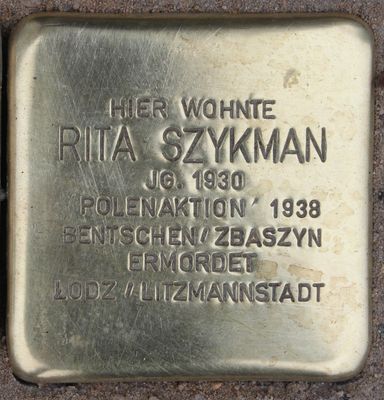 HIER WOHNTE
RITA SZYKMAN
JG. 1930
'POLENAKTION' 1938
BENTSCHEN/ZBASZYN
ERMORDET
ŁODZ/LITZMANNSTADT